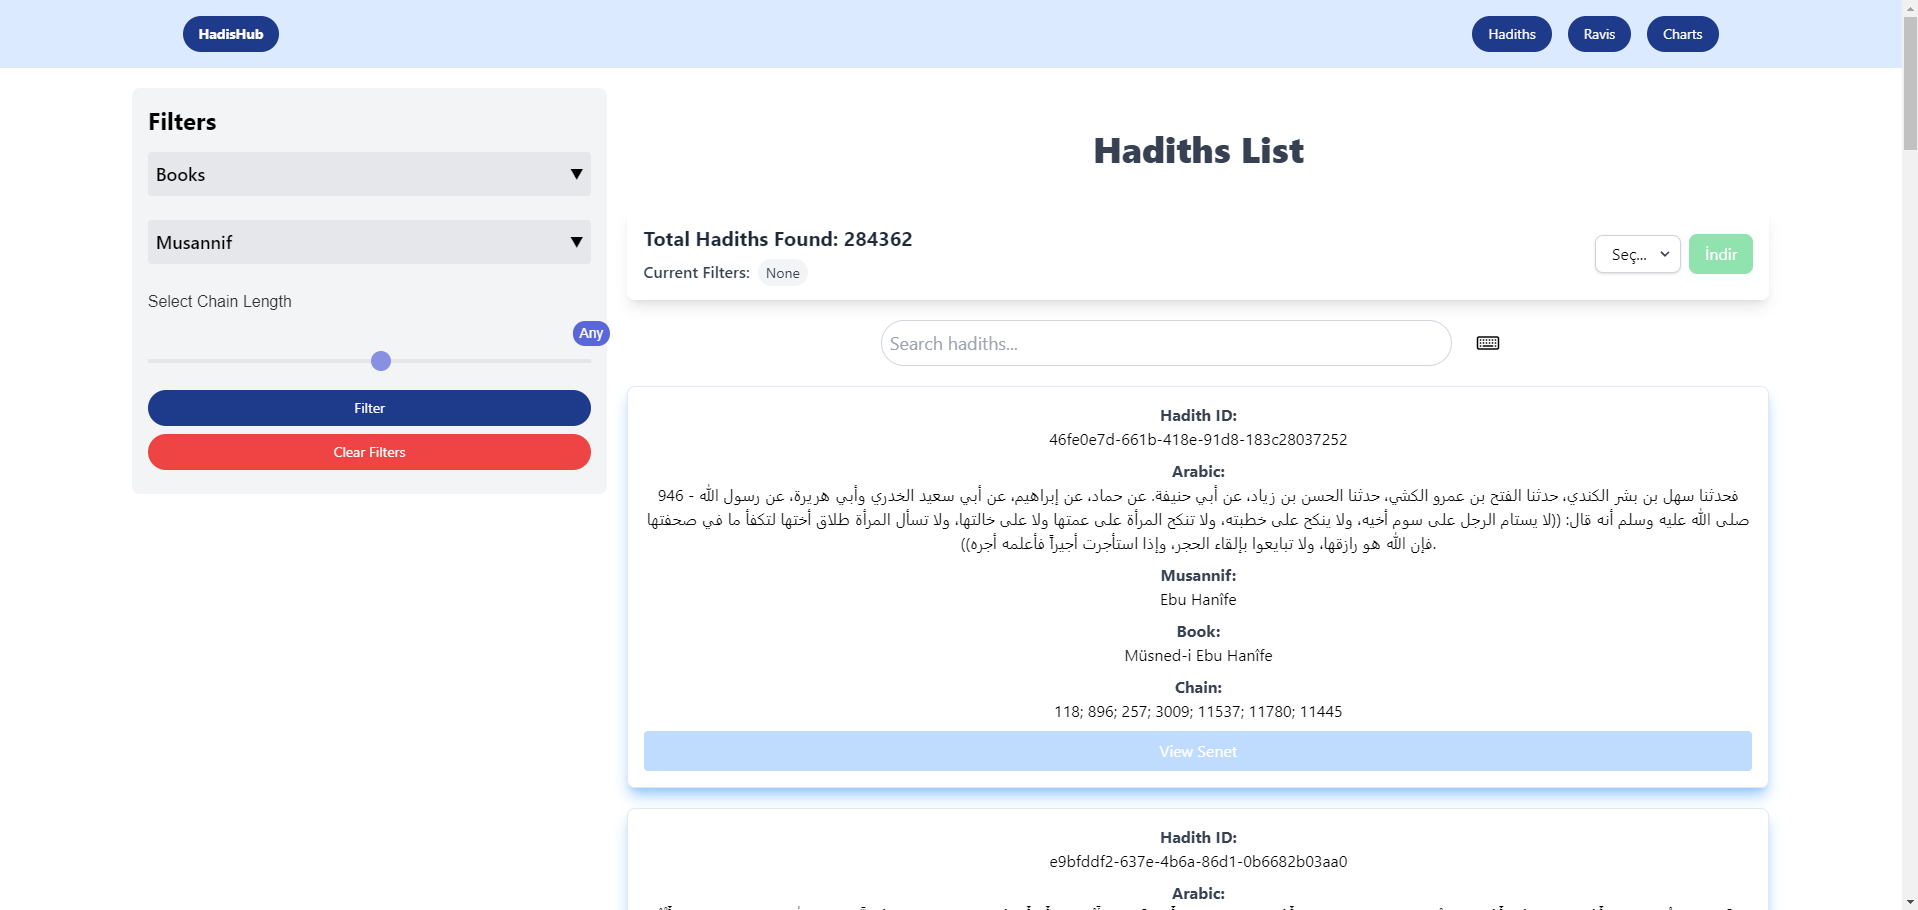 HadisHub
Hadiths
Ravis
Charts
Filters
Books
Musannif
Select Chain Length
Any
Filter
Clear Filters
Hadiths List
Total Hadiths Found: 284362
Current Filters: None
Seç...
İndir
Search hadiths...
Hadith ID:
46fe0e7d-661b-418e-91d8-183c28037252
Arabic:
946 - فحدثنا سهل بن بشر الكندي، حدثنا الفتح بن عمرو الكشي، حدثنا الحسن بن زياد، عن أبي حنيفة. عن حماد، عن إبراهيم، عن أبي سعيد الخدري وأبي هريرة، عن رسول الله
صلى الله عليه وسلم أنه قال: ((لا يستام الرجل على سوم أخيه، ولا ينكح على خطبته، ولا تنكح المرأة على عمتها ولا على خالتها، ولا تسأل المرأة طلاق أختها لتكفأ ما في صحفتها
فإن الله هو رازقها، ولا تبايعوا بإلقاء الحجر، وإذا استأجرت أجيراً فأعلمه أجره)).
Musannif:
Ebu Hanîfe
Book:
Müsned-i Ebu Hanîfe
Chain:
118; 896; 257; 3009; 11537; 11780; 11445
View Senet
Hadith ID:
e9bfddf2-637e-4b6a-86d1-0b6682b03aa0
Arabic: